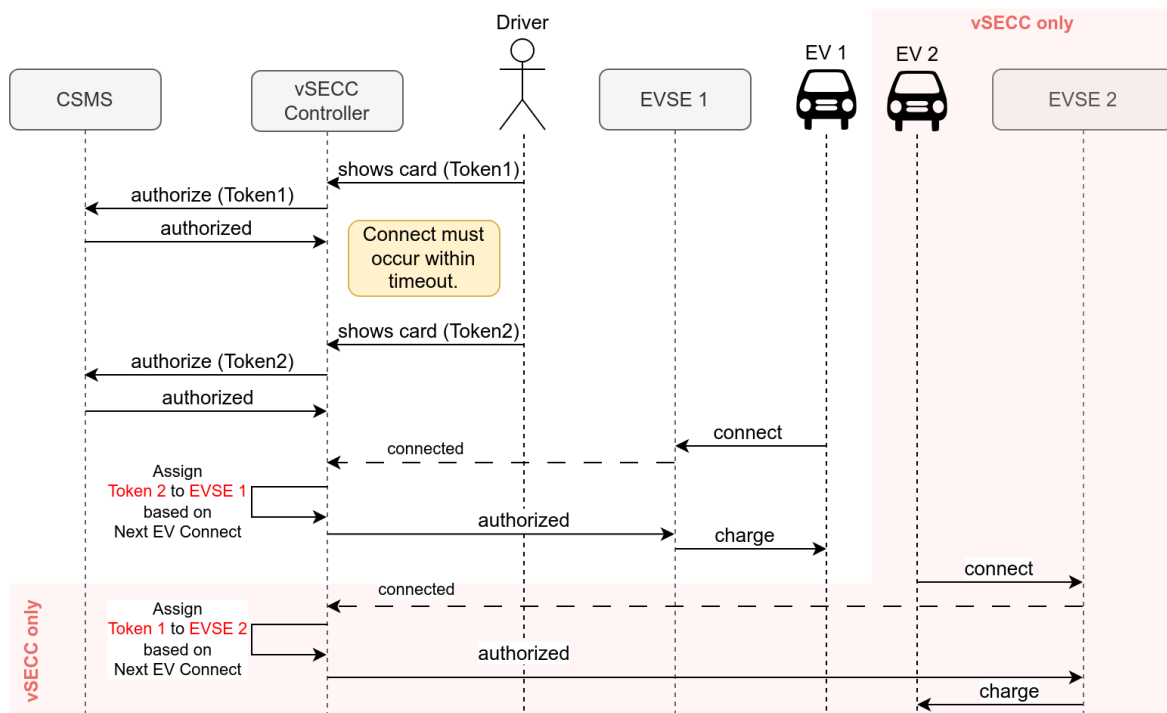 vSECC only
Driver
EV 1
EV 2
CSMS
vSECC
Controller
EVSE 1
EVSE 2
shows card (Token1)
authorize (Token1)
authorized
Connect must
occur within
timeout.
shows card (Token2)
authorize (Token2)
authorized
connect
connected
Assign
Token 2 to EVSE 1
based on
Next EV Connect
authorized
charge
connect
connected
vSECC only
Assign
Token 1 to EVSE 2
based on
Next EV Connect
authorized
charge